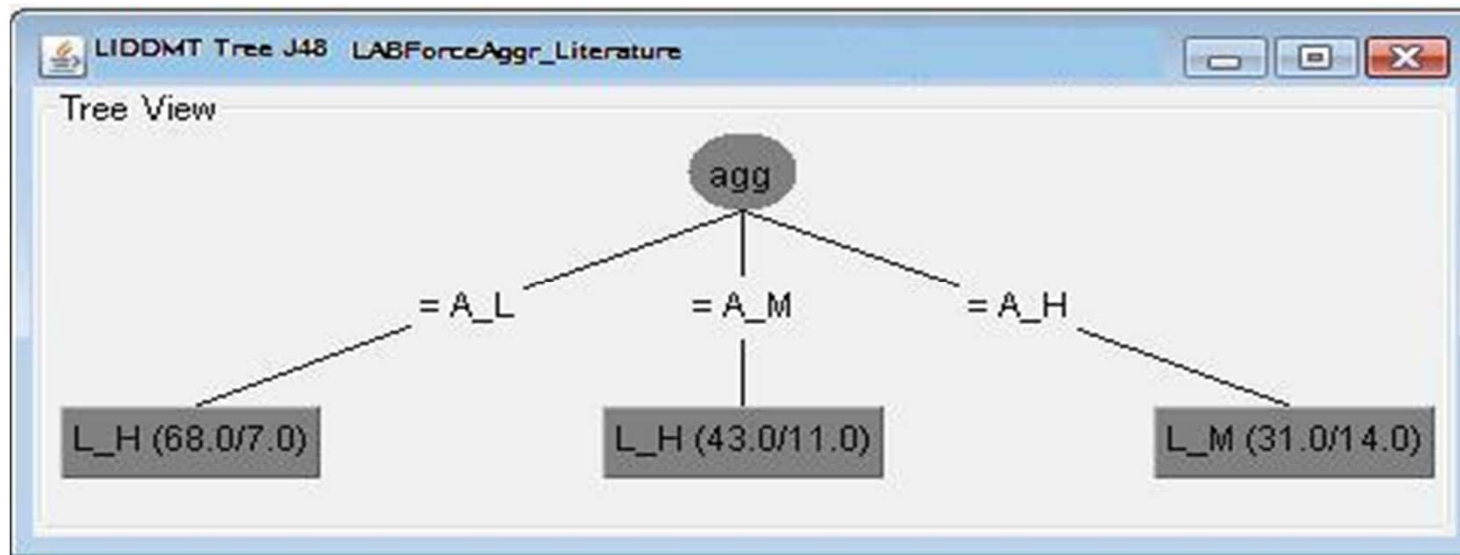 LIDDMT Tree J48 LABForceAggr_Literature
Tree View
agg
= A_L = A_M = A_H
L_H (68.0/7.0) L_H (43.0/11.0) L_M (31.0/14.0)